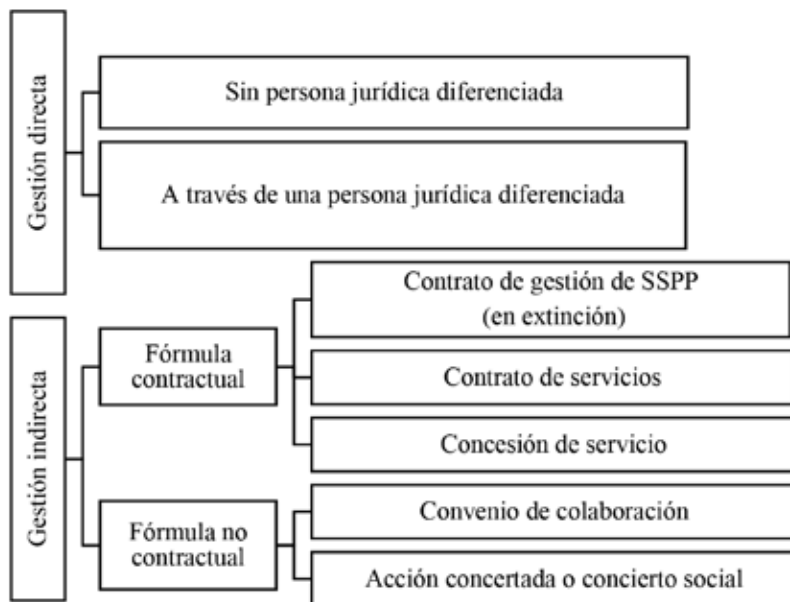 Gestión directa
Sin persona jurídica diferenciada
A través de una persona jurídica diferenciada
Gestión indirecta
Fórmula
contractual
Contrato de gestión de SSPP
(en extinción)
Contrato de servicios
Concesión de servicio
Fórmula no
contractual
Convenio de colaboración
Acción concertada o concierto social